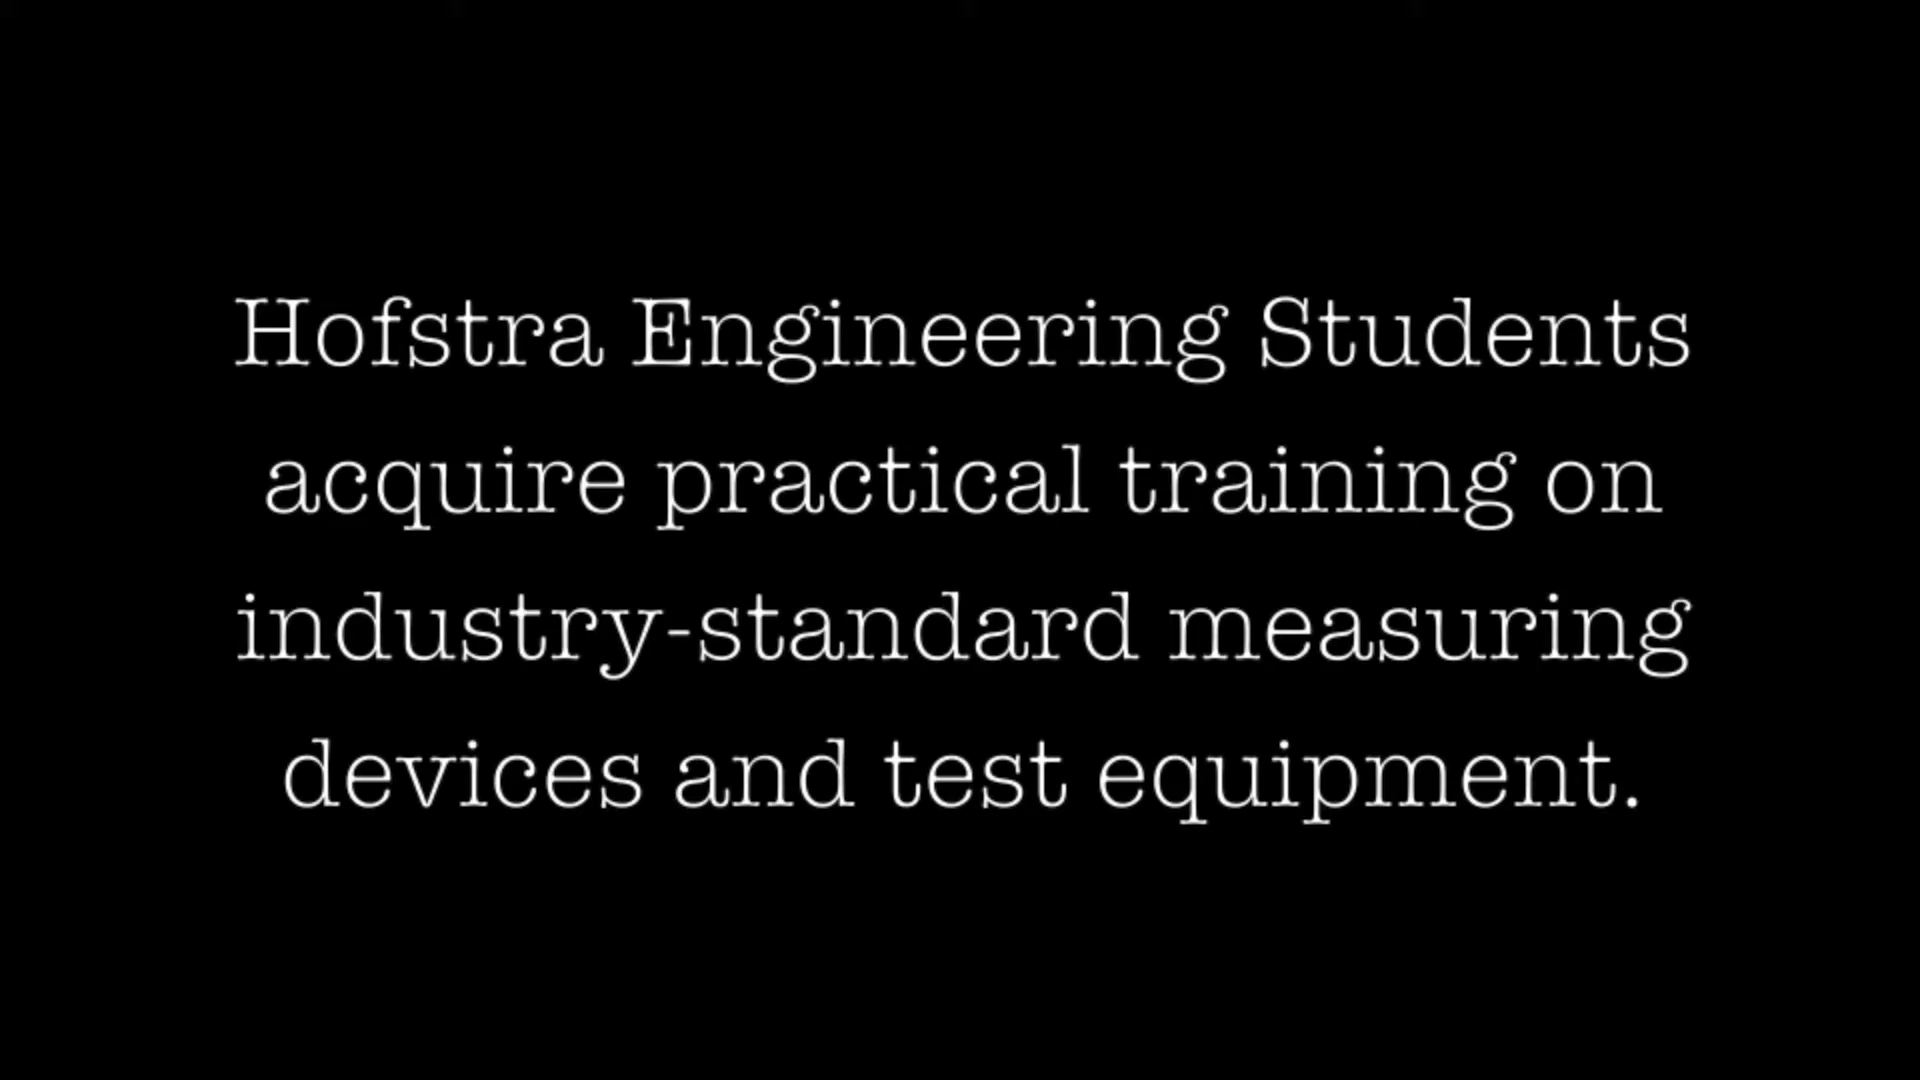 Hofstra Engineering Students
acquire practical training on
industry-standard measuring
devices and test equipment.